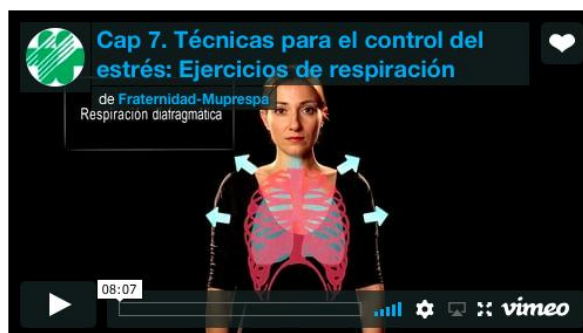 Cap 7. Técnicas para el control del
estrés: Ejercicios de respiración
de Fraternidad-Muprespa
Respiración diafragmática
08:07
vimeo